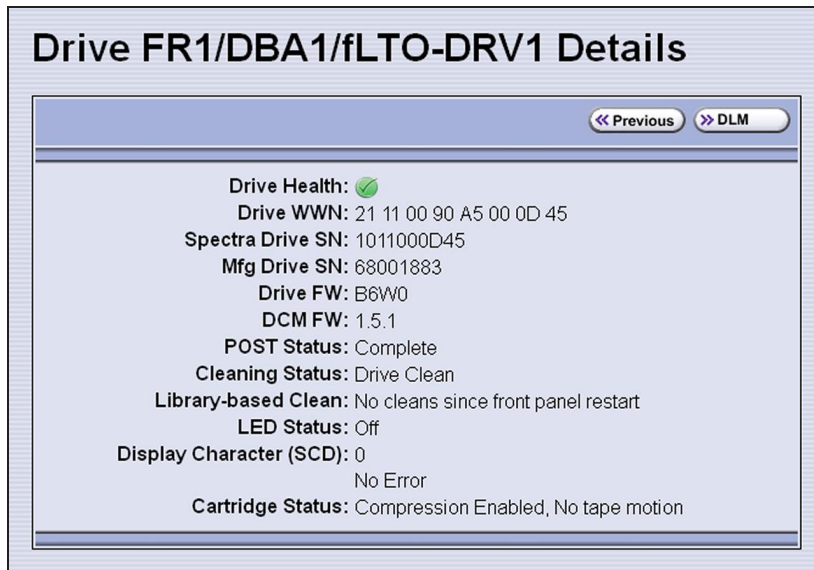 Drive FR1/DBA1/fLTO-DRV1 Details
Previous
DLM
Drive Health:
Drive WWN: 21 11 00 90 A5 00 0D 45
Spectra Drive SN: 1011000D45
Mfg Drive SN: 68001883
Drive FW: B6W0
DCM FW: 1.5.1
POST Status: Complete
Cleaning Status: Drive Clean
Library-based Clean: No cleans since front panel restart
LED Status: Off
Display Character (SCD): 0
No Error
Cartridge Status: Compression Enabled, No tape motion